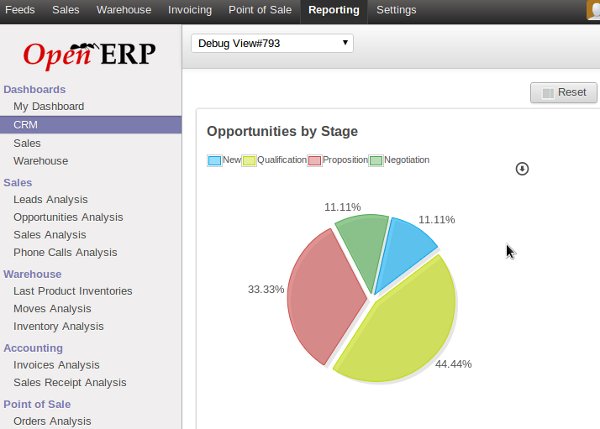 Feeds Sales Warehouse Invoicing Point of Sale Reporting Settings
Open ERP
Debug View#793
Reset
Dashboards
My Dashboard
CRM
Sales
Warehouse
Sales
Leads Analysis
Opportunities Analysis
Sales Analysis
Phone Calls Analysis
Warehouse
Last Product Inventories
Moves Analysis
Inventory Analysis
Accounting
Invoices Analysis
Sales Receipt Analysis
Point of Sale
Orders Analysis
Opportunities by Stage
New Qualification Proposition Negotiation
11.11%
11.11%
33.33%
44.44%